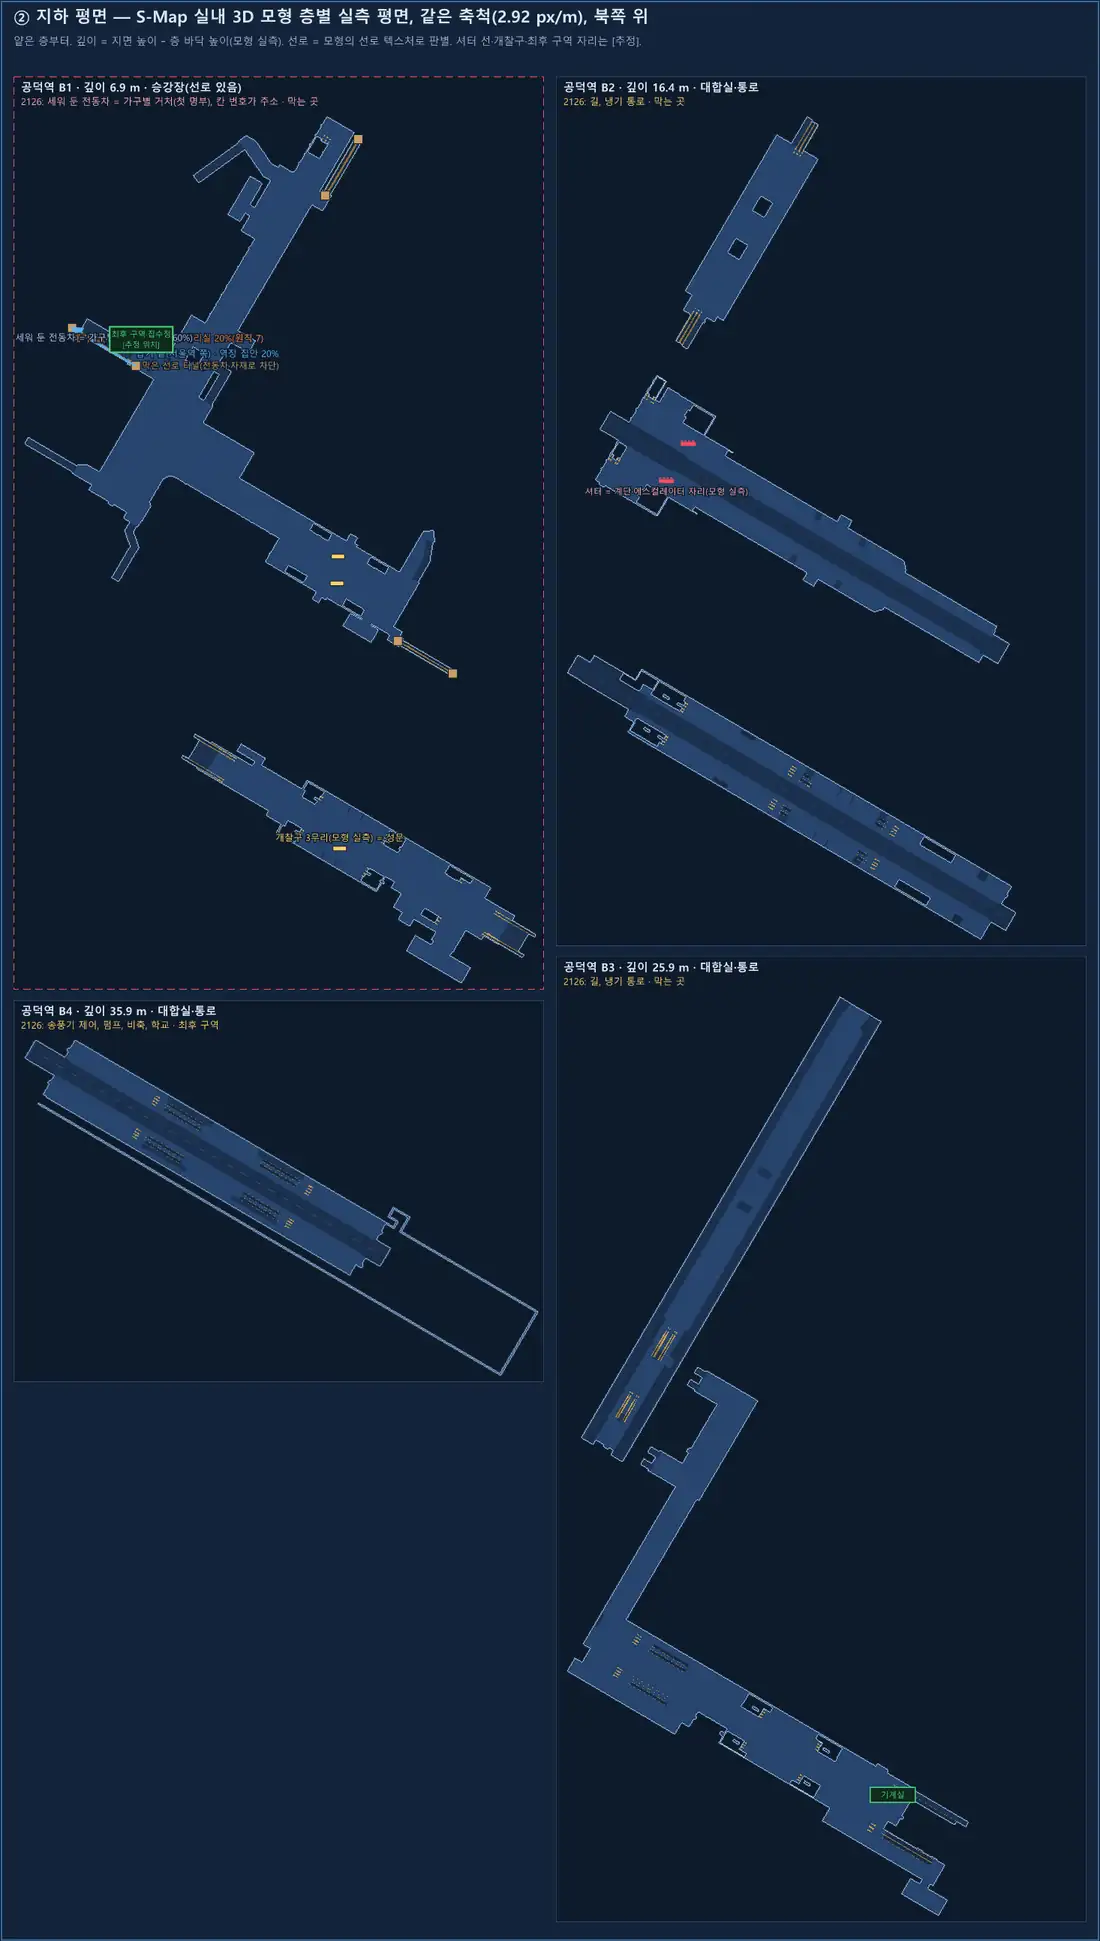 ② 지하 평면 — S-Map 실내 3D 모형 층별 실측 평면, 같은 축척(2.92 px/m), 북쪽 위
얕은 층부터. 깊이 = 지면 높이 − 층 바닥 높이(모형 실측). 선로 = 모형의 선로 텍스처로 판별. 셔터 선·개찰구·최후 구역 자리는 [추정].
공덕역 B1 · 깊이 6.9 m · 승강장(선로 있음)
2126: 세워 둔 전동차 = 가구별 거처(첫 명부), 칸 번호가 주소 · 막는 곳
세워 둔 전동차
최후 구역 집수정
[추정 위치]
리실 20%(원칙 7)
역장 집안 20%
막은 선로 터널(전동차·자재로 차단)
개찰구 3무리(모형 실측) = 성문
공덕역 B2 · 깊이 16.4 m · 대합실·통로
2126: 길, 냉기 통로 · 막는 곳
셔터 = 계단·에스컬레이터 자리(모형 실측)
공덕역 B3 · 깊이 25.9 m · 대합실·통로
2126: 길, 냉기 통로 · 막는 곳
기계실
공덕역 B4 · 깊이 35.9 m · 대합실·통로
2126: 송풍기 제어, 펌프, 비축, 학교 · 최후 구역